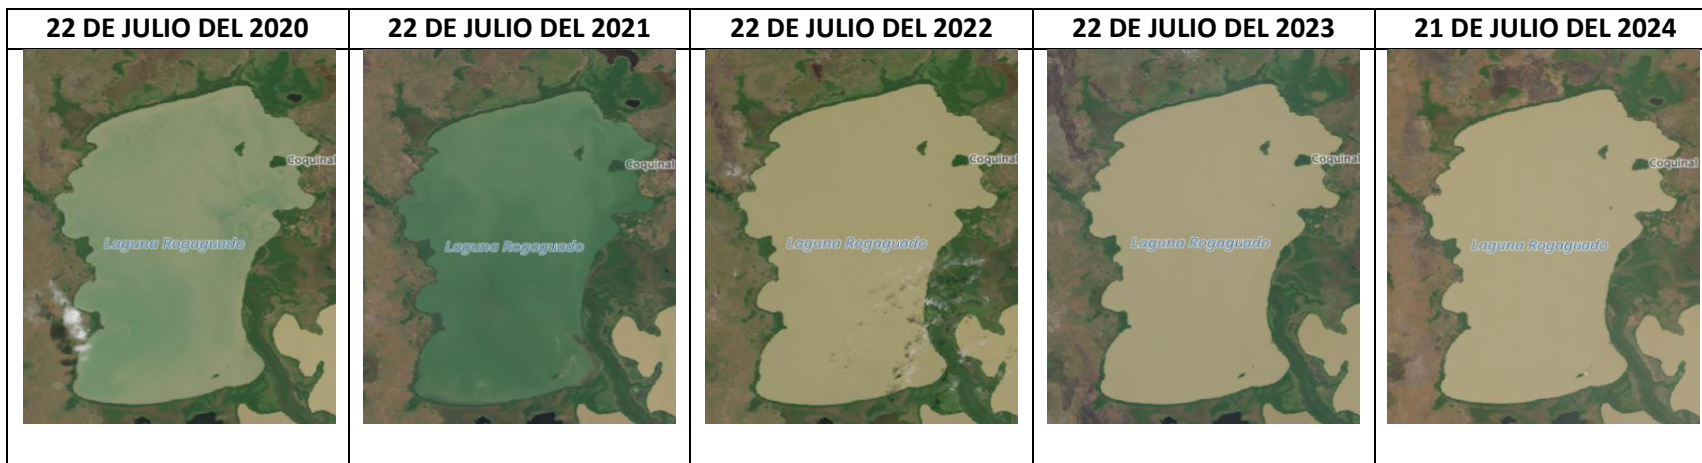 22 DE JULIO DEL 2020
22 DE JULIO DEL 2021
22 DE JULIO DEL 2022
22 DE JULIO DEL 2023
21 DE JULIO DEL 2024
Coquinal
Laguna Rogaguado
Coquinal
Laguna Rogaguado
Coquinal
Laguna Rogaguado
Coquinal
Laguna Rogaguado
Coquinal
Laguna Rogaguado